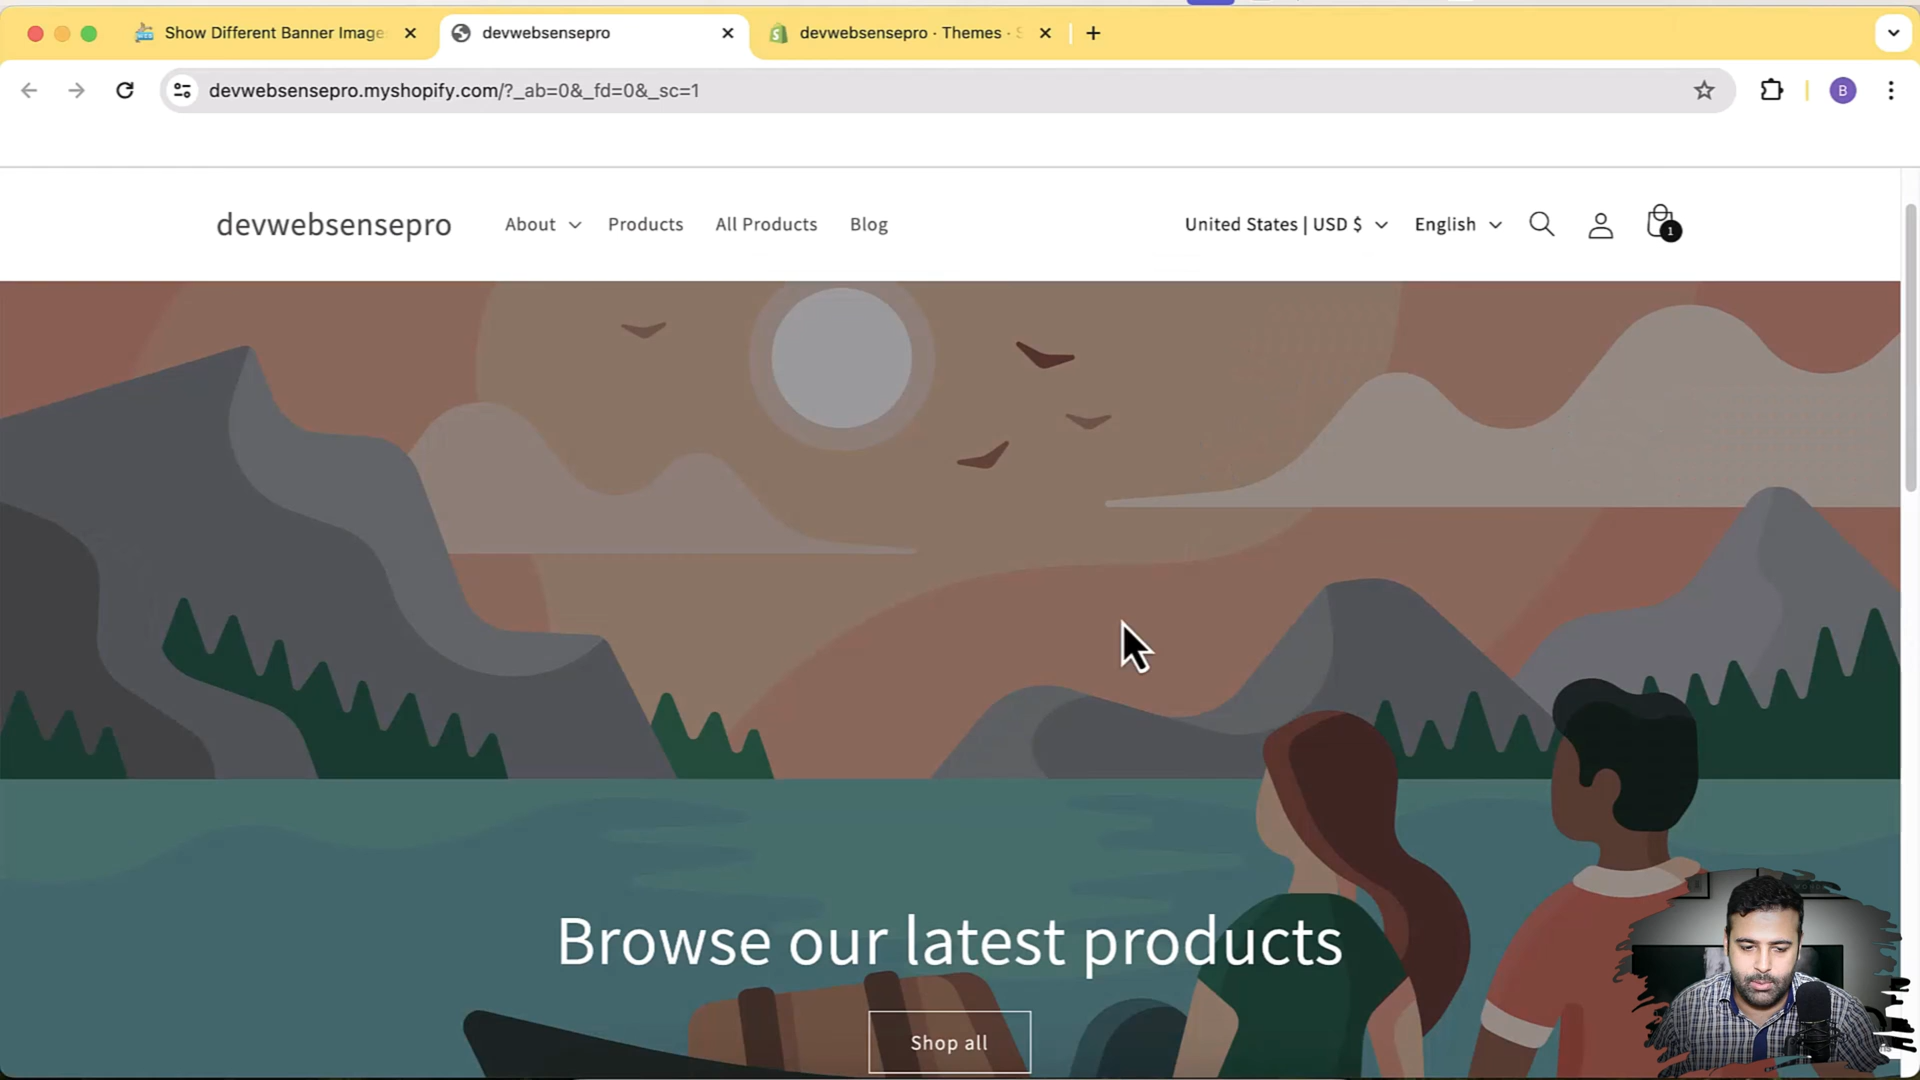 Show Different Banner Image
devwebsensepro
devwebsensepro · Themes ·
devwebsensepro.myshopify.com/?_ab=0&_fd=0&_sc=1
B
devwebsensepro
About
Products
All Products
Blog
United States | USD $
English
1
Browse our latest products
Shop all